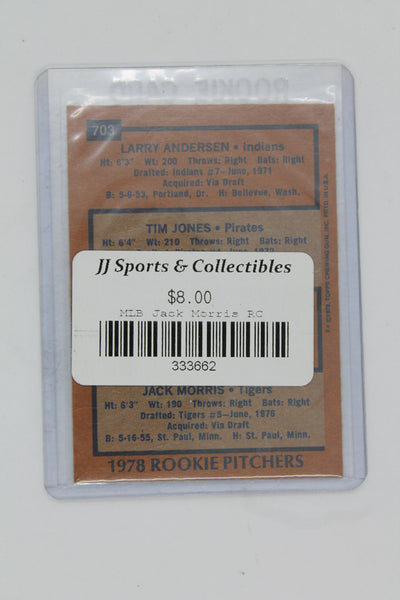 ROOKIE CARD
703
LARRY ANDERSEN • Indians
Ht: 6'3" Wt: 200 Throws: Right Bats: Right
Drafted: Indians #7-June, 1971
Acquired: Via Draft
B: 5-6-53, Portland, Or. H: Bellevue, Wash.
TIM JONES • Pirates
Ht: 6'4" Wt: 210 Throws: Right Bats: Right
JJ Sports & Collectibles
$8.00
MLB Jack Morris RC
333662
JACK MORRIS • Tigers
Ht: 6'3" Wt: 190 Throws: Right Bats: Right
Drafted: Tigers #5-June, 1976
Acquired: Via Draft
B: 5-16-55, St. Paul, Minn. H: St. Paul, Minn.
1978 ROOKIE PITCHERS